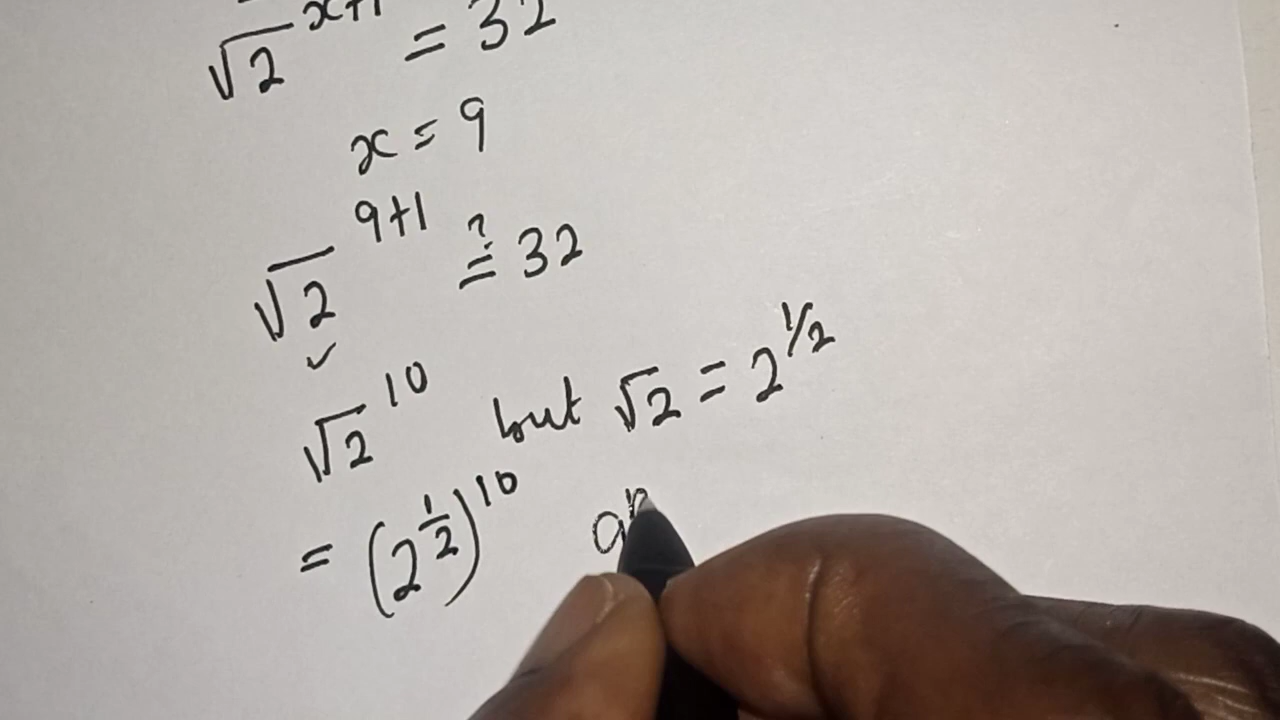 √2^x+1 = 32
x = 9
√2^9+1 ≟ 32
√2^10 but √2 = 2^1/2
= (2^1/2)^10